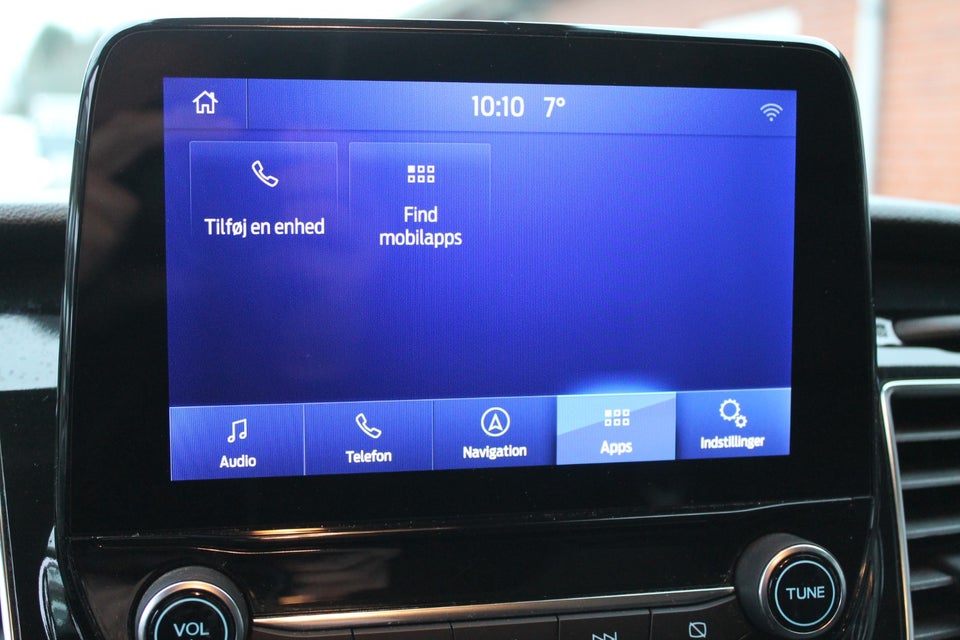 10:10 7°
Tilføj en enhed
Find
mobilapps
Audio
Telefon
Navigation
Apps
Indstillinger
VOL
TUNE